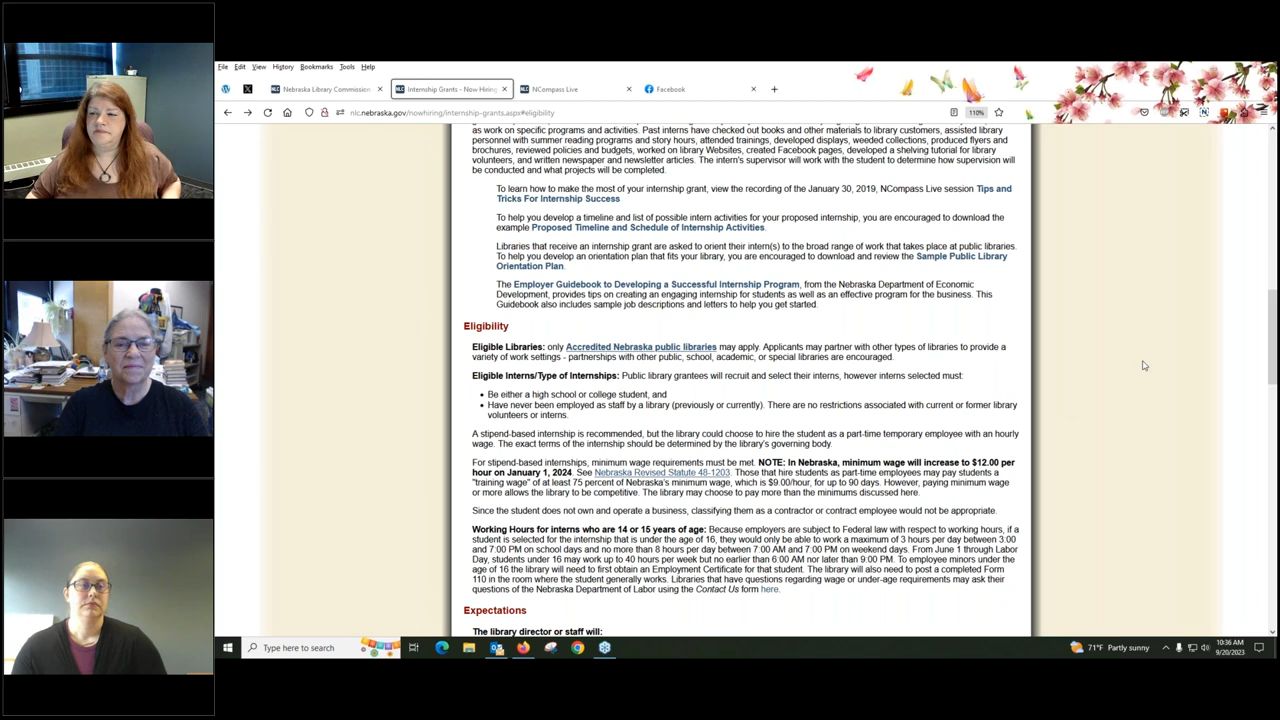 File Edit View History Bookmarks Tools Help
Nebraska Library Commission
Internship Grants - Now Hiring
NCompass Live
Facebook
nlc.nebraska.gov/nowhiring/internship-grants.aspx#eligibility
110%
as work on specific programs and activities. Past interns have checked out books and other materials to library customers, assisted library
personnel with summer reading programs and story hours, attended trainings, developed displays, weeded collections, produced flyers and
brochures, reviewed policies and budgets, worked on library Websites, created Facebook pages, developed a shelving tutorial for library
volunteers, and written newspaper and newsletter articles. The intern's supervisor will work with the student to determine how supervision
will be conducted and what projects will be completed.
To learn how to make the most of your internship grant, view the recording of the January 30, 2019, NCompass Live session Tips and
Tricks For Internship Success
To help you develop a timeline and list of possible intern activities for your proposed internship, you are encouraged to download the
example Proposed Timeline and Schedule of Internship Activities.
Libraries that receive an internship grant are asked to orient their intern(s) to the broad range of work that takes place at public libraries.
To help you develop an orientation plan that fits your library, you are encouraged to download and review the Sample Public Library
Orientation Plan.
The Employer Guidebook to Developing a Successful Internship Program, from the Nebraska Department of Economic
Development, provides tips on creating an engaging internship for students as well as an effective program for the business. This
Guidebook also includes sample job descriptions and letters to help you get started.
Eligibility
Eligible Libraries: only Accredited Nebraska public libraries may apply. Applicants may partner with other types of libraries to provide a
variety of work settings - partnerships with other public, school, academic, or special libraries are encouraged.
Eligible Interns/Type of Internships: Public library grantees will recruit and select their interns, however interns selected must:
• Be either a high school or college student, and
• Have never been employed as staff by a library (previously or currently). There are no restrictions associated with current or former library
volunteers or interns.
A stipend-based internship is recommended, but the library could choose to hire the student as a part-time temporary employee with an hourly
wage. The exact terms of the internship should be determined by the library's governing body.
For stipend-based internships, minimum wage requirements must be met. NOTE: In Nebraska, minimum wage will increase to $12.00 per
hour on January 1, 2024. See Nebraska Revised Statute 48-1203. Those that hire students as part-time employees may pay students a
"training wage" of at least 75 percent of Nebraska's minimum wage, which is $9.00/hour, for up to 90 days. However, paying minimum wage
or more allows the library to be competitive. The library may choose to pay more than the minimums discussed here.
Since the student does not own and operate a business, classifying them as a contractor or contract employee would not be appropriate.
Working Hours for interns who are 14 or 15 years of age: Because employers are subject to Federal law with respect to working hours, if a
student is selected for the internship that is under the age of 16, they would only be able to work a maximum of 3 hours per day between 3:00
and 7:00 PM on school days and no more than 8 hours per day between 7:00 AM and 7:00 PM on weekend days. From June 1 through Labor
Day, students under 16 may work up to 40 hours per week but no earlier than 6:00 AM nor later than 9:00 PM. To employee minors under the
age of 16 the library will need to first obtain an Employment Certificate for that student. The library will also need to post a completed Form
110 in the room where the student generally works. Libraries that have questions regarding wage or under-age requirements may ask their
questions of the Nebraska Department of Labor using the Contact Us form here.
Expectations
The library director or staff will:
Type here to search
71°F Partly sunny
10:36 AM
9/20/2023